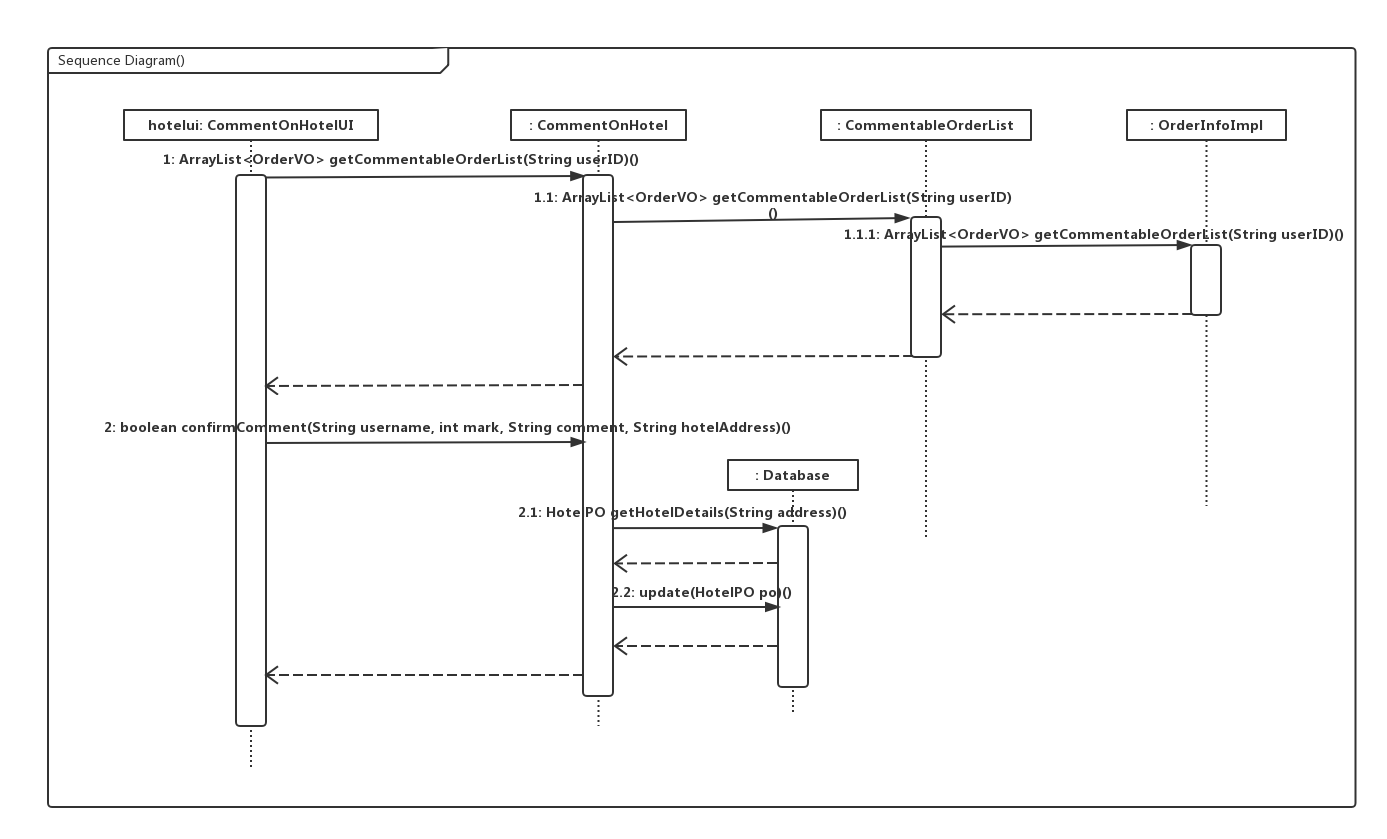 Sequence Diagram()
hotelui: CommentOnHotelUI
: CommentOnHotel
: CommentableOrderList
: OrderInfoImpl
1: ArrayList<OrderVO> getCommentableOrderList(String userID)()
1.1: ArrayList<OrderVO> getCommentableOrderList(String userID)
()
1.1.1: ArrayList<OrderVO> getCommentableOrderList(String userID)()
2: boolean confirmComment(String username, int mark, String comment, String hotelAddress)()
: Database
2.1: HotelPO getHotelDetails(String address)()
2.2: update(HotelPO po)()